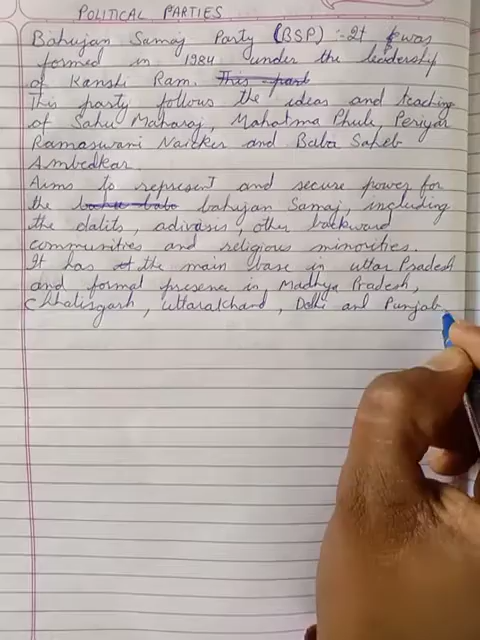 POLITICAL PARTIES
Bahujan Samaj Party (BSP) :- It was
formed in 1984 under the leadership
of Kanshi Ram. This part
This party follows the ideas and teaching
of Sahu Maharaj, Mahatma Phule, Periyar
Ramaswani Naicker and Baba Saheb
Ambedkar.
Aims to represent and secure power for
the bahujan Samaj, including
the dalits, adivasis, other backward
communities and religious minorities.
It has the main base in uttar Pradesh
and formal presence in Madhya Pradesh,
Chhatisgarh, Uttarakhand, Delhi and Punjab.